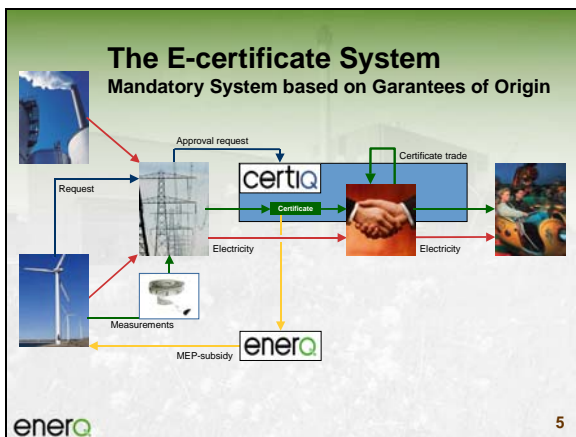 The E-certificate System
Mandatory System based on Garantees of Origin
Approval request
Certificate trade
certiQ
Request
Certificate
Electricity
Electricity
Measurements
MEP-subsidy
enerQ
enerQ
5